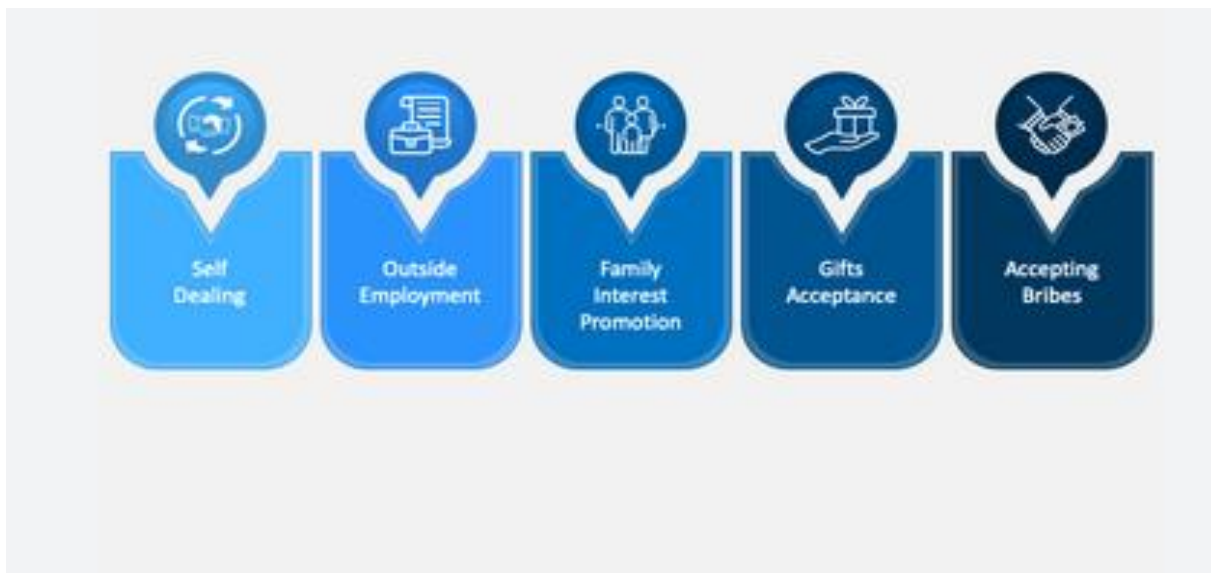 Self
Dealing
Outside
Employment
Family
Interest
Promotion
Gifts
Acceptance
Accepting
Bribes